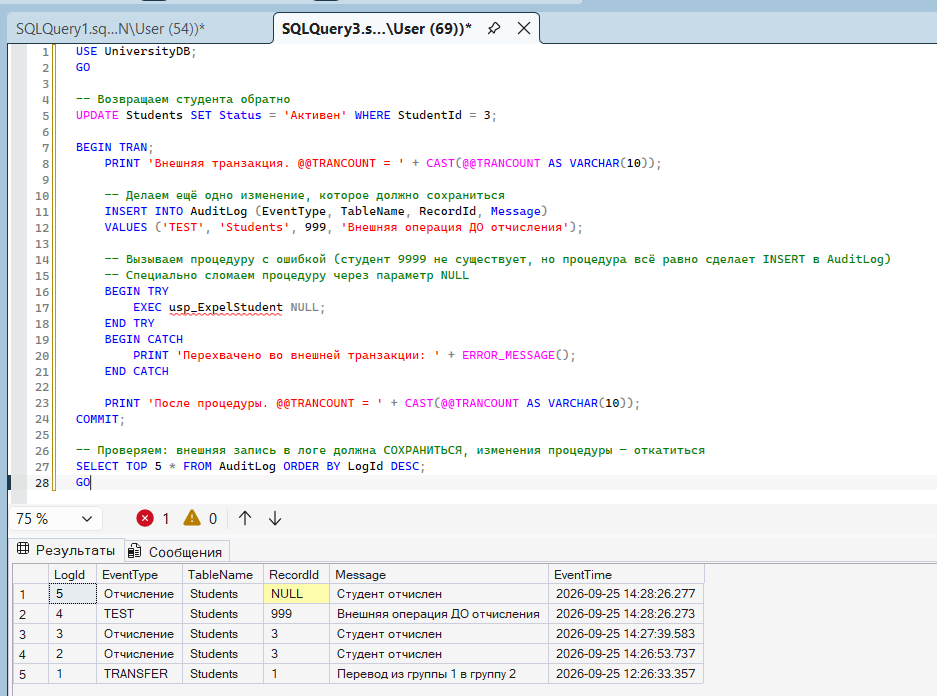 SQLQuery1.sq...N\User (54))*
SQLQuery3.s...\User (69))*
1 USE UniversityDB;
2 GO
3
4 -- Возвращаем студента обратно
5 UPDATE Students SET Status = 'Активен' WHERE StudentId = 3;
6
7 BEGIN TRAN;
8 PRINT 'Внешняя транзакция. @@TRANCOUNT = ' + CAST(@@TRANCOUNT AS VARCHAR(10));
9
10 -- Делаем ещё одно изменение, которое должно сохраниться
11 INSERT INTO AuditLog (EventType, TableName, RecordId, Message)
12 VALUES ('TEST', 'Students', 999, 'Внешняя операция ДО отчисления');
13
14 -- Вызываем процедуру с ошибкой (студент 9999 не существует, но процедура всё равно сделает INSERT в AuditLog)
15 -- Специально сломаем процедуру через параметр NULL
16 BEGIN TRY
17 EXEC usp_ExpelStudent NULL;
18 END TRY
19 BEGIN CATCH
20 PRINT 'Перехвачено во внешней транзакции: ' + ERROR_MESSAGE();
21 END CATCH
22
23 PRINT 'После процедуры. @@TRANCOUNT = ' + CAST(@@TRANCOUNT AS VARCHAR(10));
24 COMMIT;
25
26 -- Проверяем: внешняя запись в логе должна СОХРАНИТЬСЯ, изменения процедуры — откатиться
27 SELECT TOP 5 * FROM AuditLog ORDER BY LogId DESC;
28 GO
75 % 1 0
Результаты Сообщения
LogId EventType TableName RecordId Message EventTime
1 5 Отчисление Students NULL Студент отчислен 2026-09-25 14:28:26.277
2 4 TEST Students 999 Внешняя операция ДО отчисления 2026-09-25 14:28:26.273
3 3 Отчисление Students 3 Студент отчислен 2026-09-25 14:27:39.583
4 2 Отчисление Students 3 Студент отчислен 2026-09-25 14:26:53.737
5 1 TRANSFER Students 1 Перевод из группы 1 в группу 2 2026-09-25 12:26:33.357